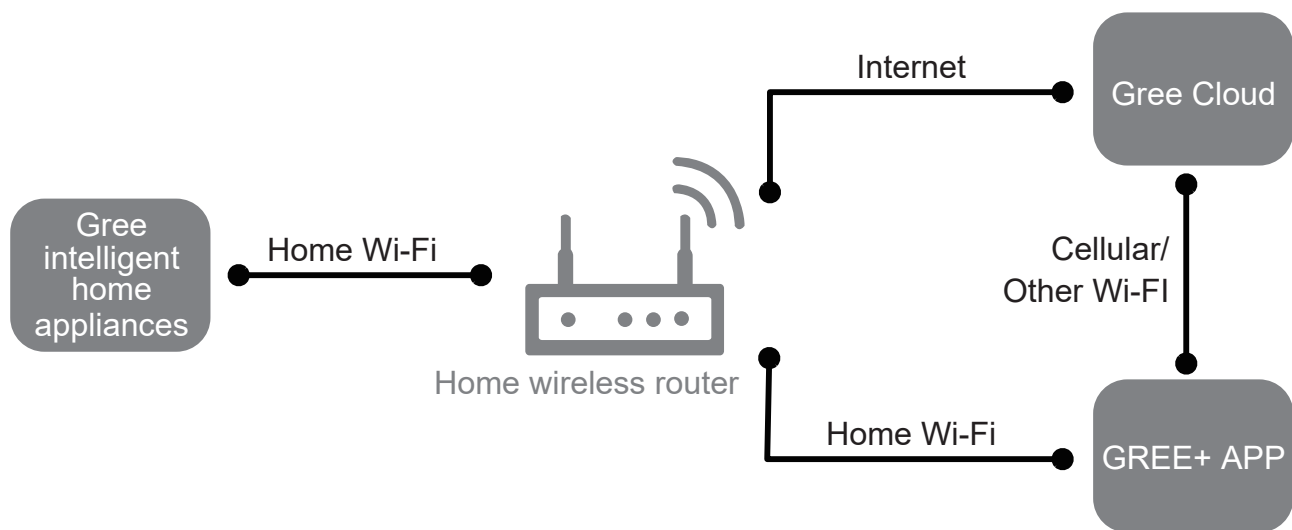 Internet
Gree Cloud
Gree
intelligent
home
appliances
Home Wi-Fi
Cellular/
Other Wi-FI
Home wireless router
Home Wi-Fi
GREE+ APP